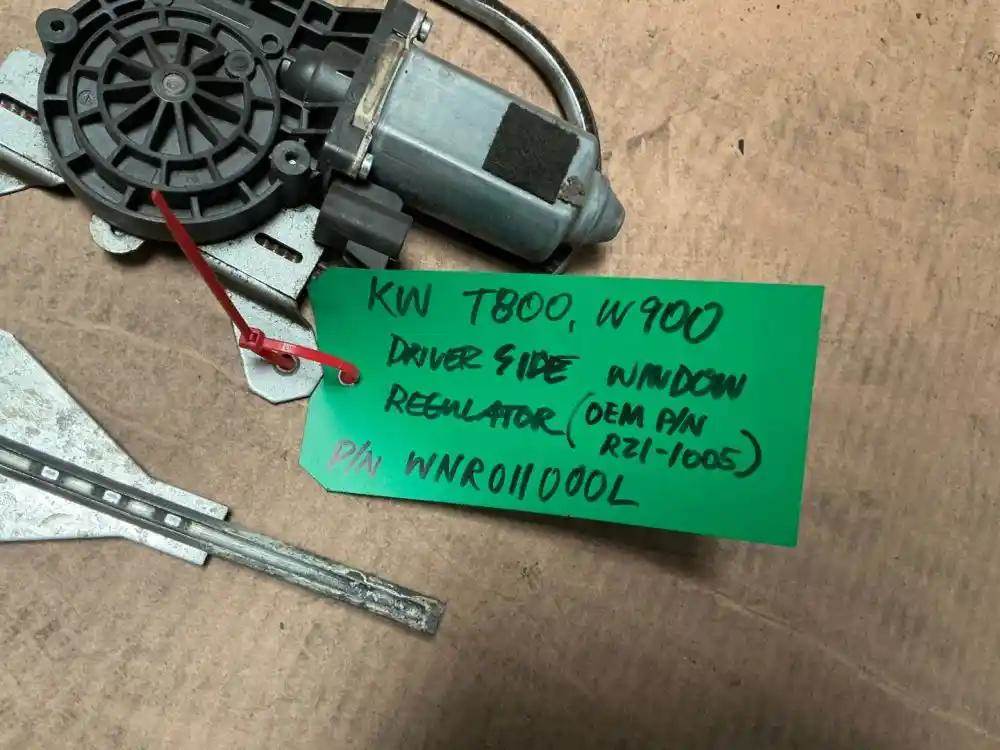 KW T800, W900
DRIVER SIDE WINDOW
REGULATOR (OEM P/N
R21-1005)
P/N WNR011000L